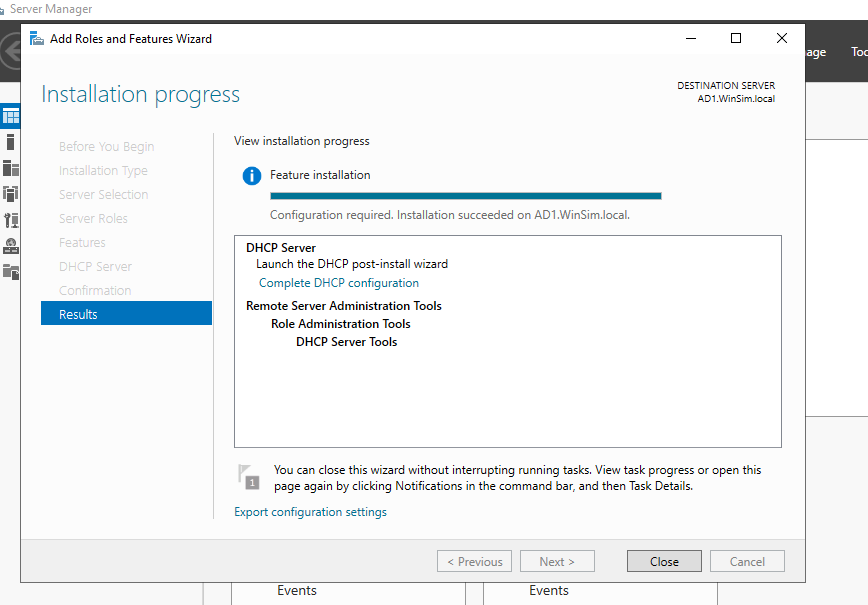 Server Manager
Add Roles and Features Wizard
Installation progress
DESTINATION SERVER
AD1.WinSim.local
Before You Begin
Installation Type
Server Selection
Server Roles
Features
DHCP Server
Confirmation
Results
View installation progress
Feature installation
Configuration required. Installation succeeded on AD1.WinSim.local.
DHCP Server
Launch the DHCP post-install wizard
Complete DHCP configuration
Remote Server Administration Tools
Role Administration Tools
DHCP Server Tools
1
You can close this wizard without interrupting running tasks. View task progress or open this
page again by clicking Notifications in the command bar, and then Task Details.
Export configuration settings
< Previous
Next >
Close
Cancel
Events
Events